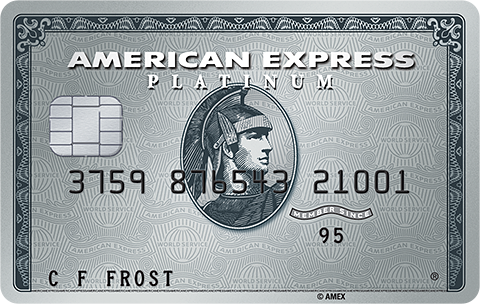 AMERICAN EXPRESS
PLATINUM
3759 876543 21001
MEMBER SINCE
95
C F FROST
®
© AMEX